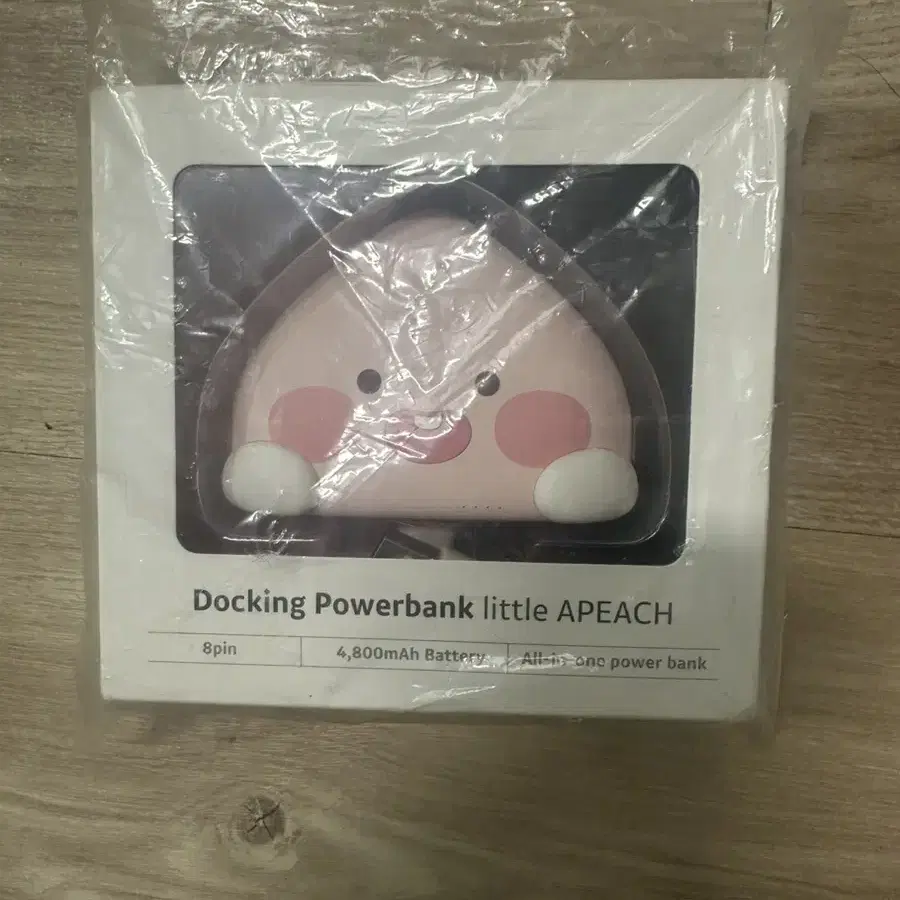 Docking Powerbank little APEACH
8pin 4,800mAh Battery All-in-one power bank